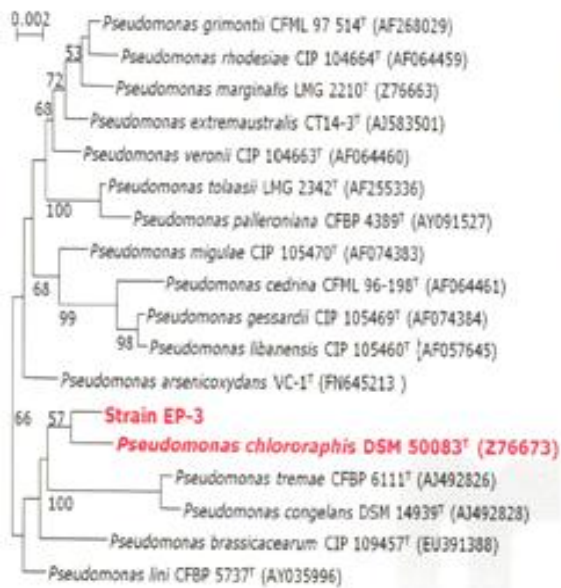 0.002
Pseudomonas grimontii CFML 97 514ᵀ (AF268029)
53
Pseudomonas rhodesiae CIP 104664ᵀ (AF064459)
72
Pseudomonas marginalis LMG 2210ᵀ (Z76663)
68
Pseudomonas extremaustralis CT14-3ᵀ (AJ583501)
Pseudomonas veronii CIP 104663ᵀ (AF064460)
Pseudomonas tolaasii LMG 2342ᵀ (AF255336)
100
Pseudomonas palleroniana CFBP 4389ᵀ (AY091527)
Pseudomonas migulae CIP 105470ᵀ (AF074383)
68
Pseudomonas cedrina CFML 96-198ᵀ (AF064461)
99
Pseudomonas gessardii CIP 105469ᵀ (AF074384)
98
Pseudomonas libanensis CIP 105460ᵀ (AF057645)
Pseudomonas arsenicoxydans VC-1ᵀ (FN645213 )
66
57
Strain EP-3
Pseudomonas chlororaphis DSM 50083ᵀ (Z76673)
Pseudomonas tremae CFBP 6111ᵀ (AJ492826)
100
Pseudomonas congelans DSM 14939ᵀ (AJ492828)
Pseudomonas brassicacearum CIP 109457ᵀ (EU391388)
Pseudomonas lini CFBP 5737ᵀ (AY035996)